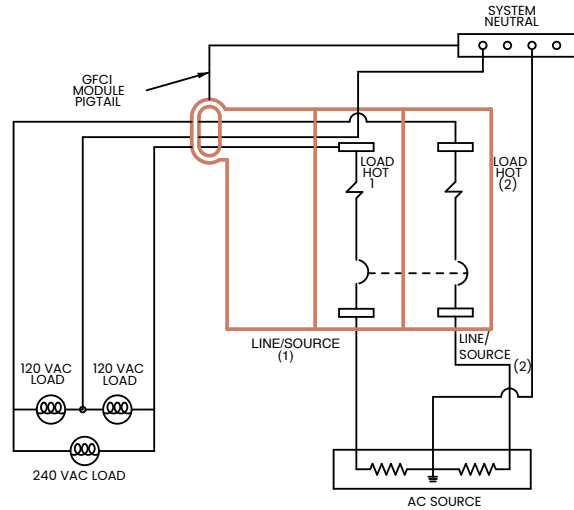 SYSTEM
NEUTRAL
GFCI
MODULE
PIGTAIL
LOAD
HOT
1
LOAD
HOT
(2)
LINE/SOURCE
(1)
LINE/
SOURCE
(2)
120 VAC
LOAD
120 VAC
LOAD
240 VAC LOAD
AC SOURCE